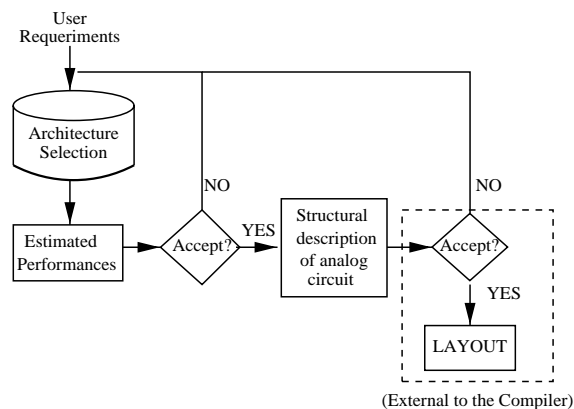 User
Requeriments
Architecture
Selection
NO
NO
Estimated
Performances
Accept?
YES
Structural
description
of analog
circuit
Accept?
YES
LAYOUT
(External to the Compiler)